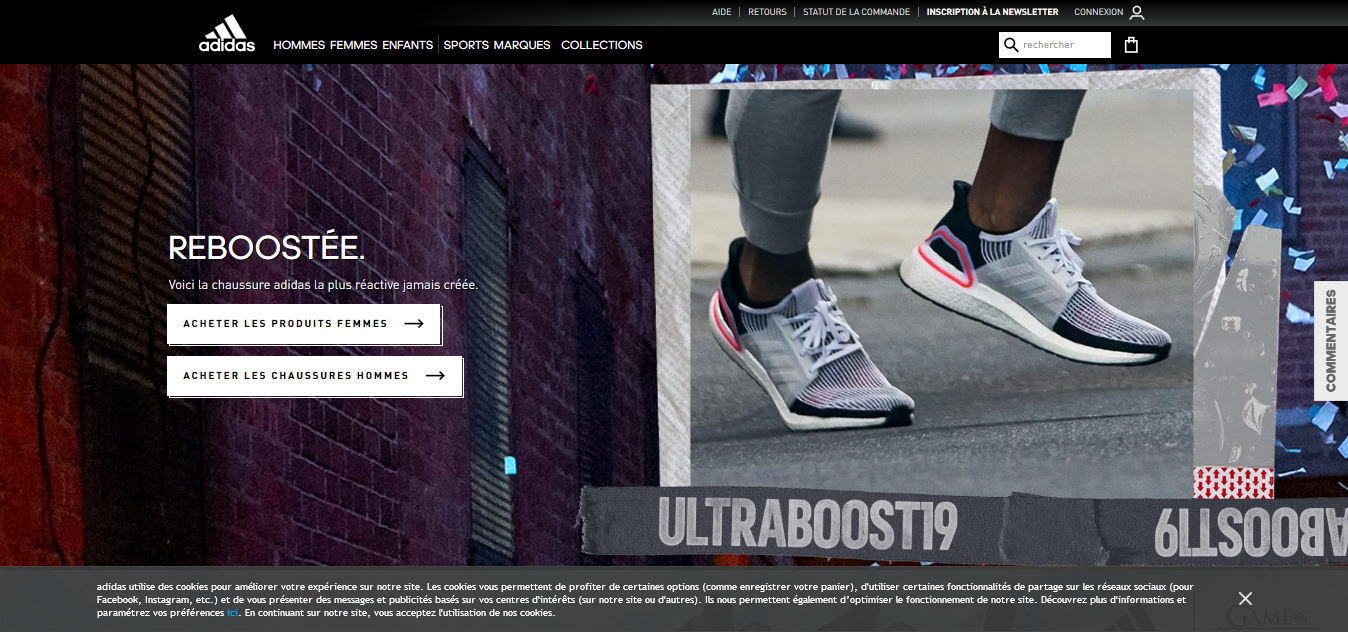 AIDE
RETOURS
STATUT DE LA COMMANDE
INSCRIPTION À LA NEWSLETTER
CONNEXION
adidas
HOMMES FEMMES ENFANTS
SPORTS MARQUES
COLLECTIONS
rechercher
REBOOSTÉE.
Voici la chaussure adidas la plus réactive jamais créée.
ACHETER LES PRODUITS FEMMES
ACHETER LES CHAUSSURES HOMMES
COMMENTAIRES
ULTRABOOST19
ABOOST19
adidas utilise des cookies pour améliorer votre expérience sur notre site. Les cookies vous permettent de profiter de certaines options (comme enregistrer votre panier), d'utiliser certaines fonctionnalités de partage sur les réseaux sociaux (pour
Facebook, Instagram, etc.) et de vous présenter des messages et publicités basés sur vos centres d'intérêts (sur notre site ou d'autres). Ils nous permettent également d'optimiser le fonctionnement de notre site. Découvrez plus d'informations et
paramétrez vos préférences ici. En continuant sur notre site, vous acceptez l'utilisation de nos cookies.
GAME OF